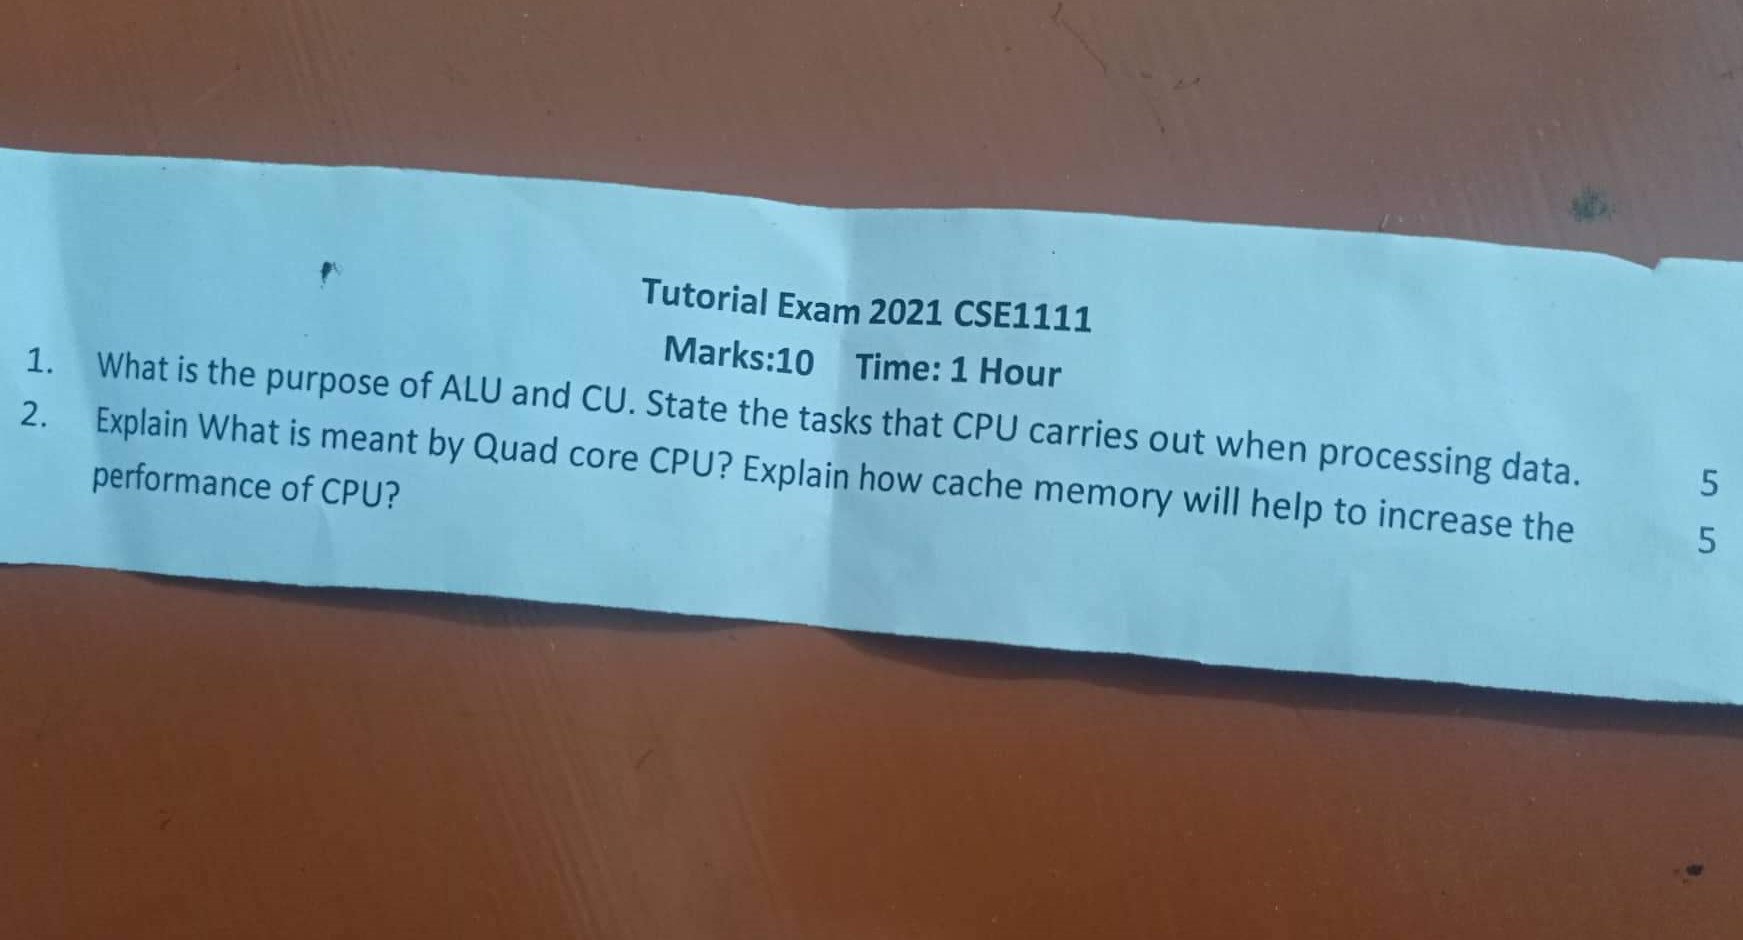 Tutorial Exam 2021 CSE1111
Marks:10 Time: 1 Hour
1. What is the purpose of ALU and CU. State the tasks that CPU carries out when processing data. 5
2. Explain What is meant by Quad core CPU? Explain how cache memory will help to increase the 5
performance of CPU?